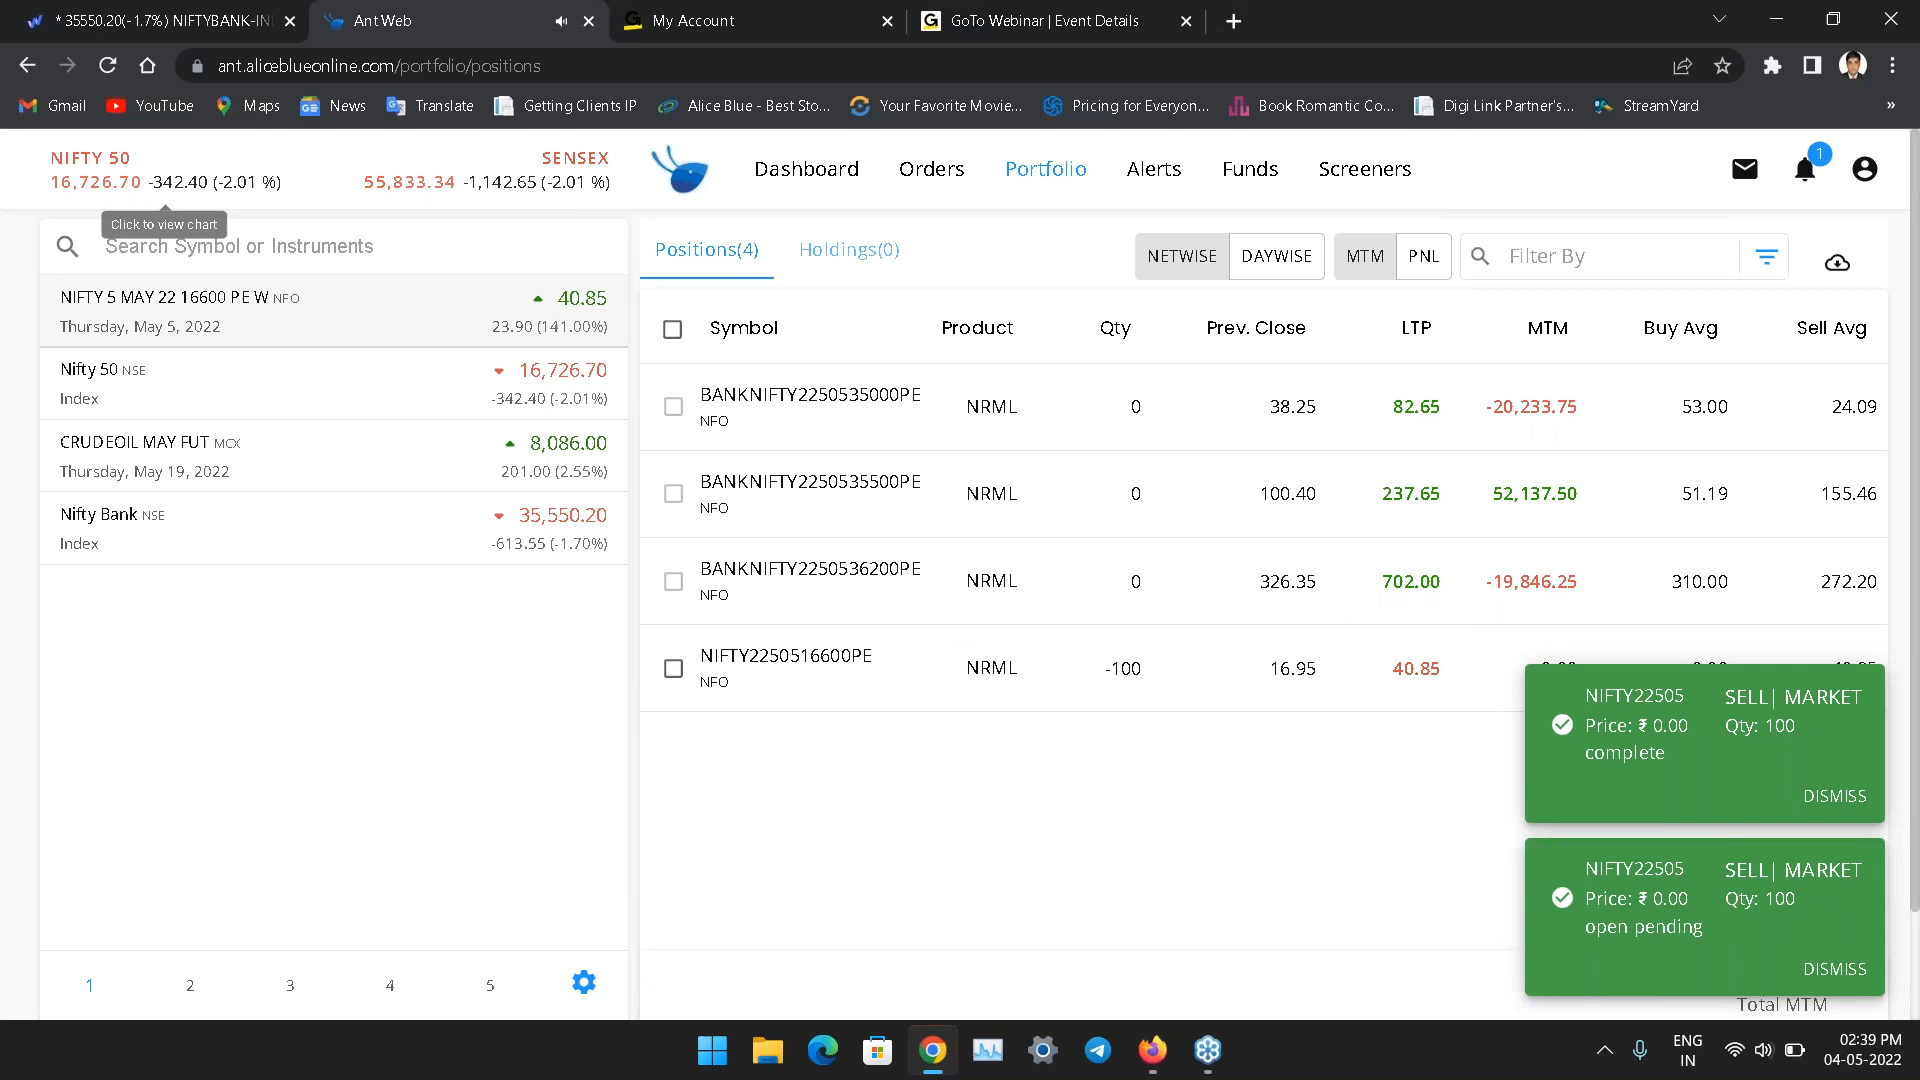 * 35550.20(-1.7%) NIFTYBANK-IN
Ant Web
My Account
GoTo Webinar | Event Details
ant.aliceblueonline.com/portfolio/positions
Gmail
YouTube
Maps
News
Translate
Getting Clients IP
Alice Blue - Best Sto...
Your Favorite Movie...
Pricing for Everyon...
Book Romantic Co...
Digi Link Partner's...
StreamYard
»
NIFTY 50
16,726.70 -342.40 (-2.01 %)
SENSEX
55,833.34 -1,142.65 (-2.01 %)
Dashboard
Orders
Portfolio
Alerts
Funds
Screeners
1
Click to view chart
Search Symbol or Instruments
NIFTY 5 MAY 22 16600 PE W NFO
40.85
Thursday, May 5, 2022
23.90 (141.00%)
Nifty 50 NSE
16,726.70
Index
-342.40 (-2.01%)
CRUDEOIL MAY FUT MCX
8,086.00
Thursday, May 19, 2022
201.00 (2.55%)
Nifty Bank NSE
35,550.20
Index
-613.55 (-1.70%)
1 2 3 4 5
Positions(4)
Holdings(0)
NETWISE
DAYWISE
MTM
PNL
Filter By
Symbol Product Qty Prev. Close LTP MTM Buy Avg Sell Avg
BANKNIFTY2250535000PE NRML 0 38.25 82.65 -20,233.75 53.00 24.09
NFO
BANKNIFTY2250535500PE NRML 0 100.40 237.65 52,137.50 51.19 155.46
NFO
BANKNIFTY2250536200PE NRML 0 326.35 702.00 -19,846.25 310.00 272.20
NFO
NIFTY2250516600PE NRML -100 16.95 40.85
NFO
NIFTY22505 SELL| MARKET
Price: ₹ 0.00 Qty: 100
complete
DISMISS
NIFTY22505 SELL| MARKET
Price: ₹ 0.00 Qty: 100
open pending
DISMISS
Total MTM
ENG
IN
02:39 PM
04-05-2022